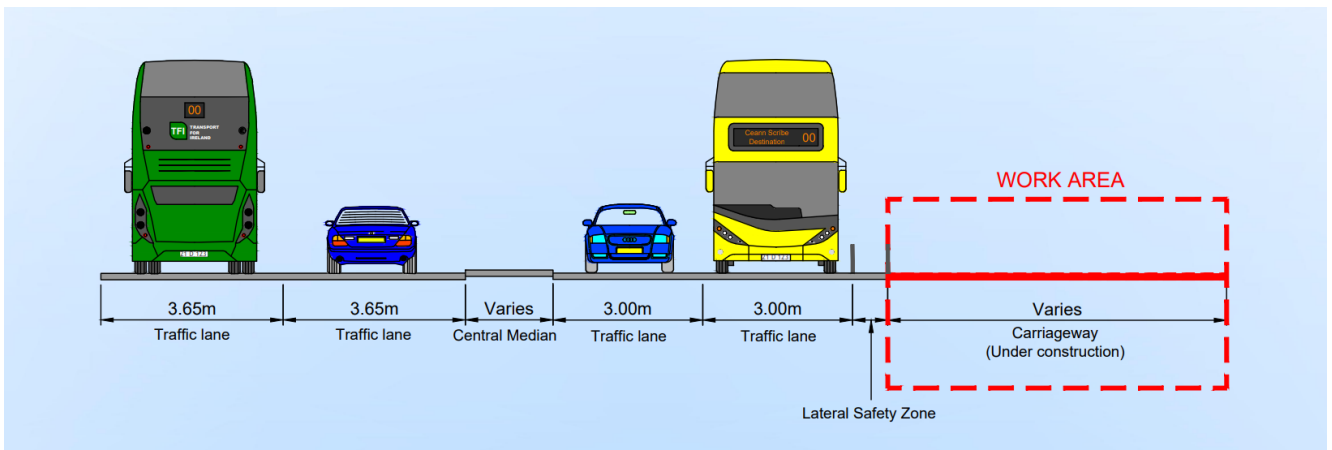 00
TFI
TRANSPORT
FOR
IRELAND
Ceann Scribe
Destination
00
WORK AREA
3.65m
3.65m
Varies
3.00m
3.00m
Varies
Traffic lane
Traffic lane
Central Median
Traffic lane
Traffic lane
Carriageway
(Under construction)
Lateral Safety Zone